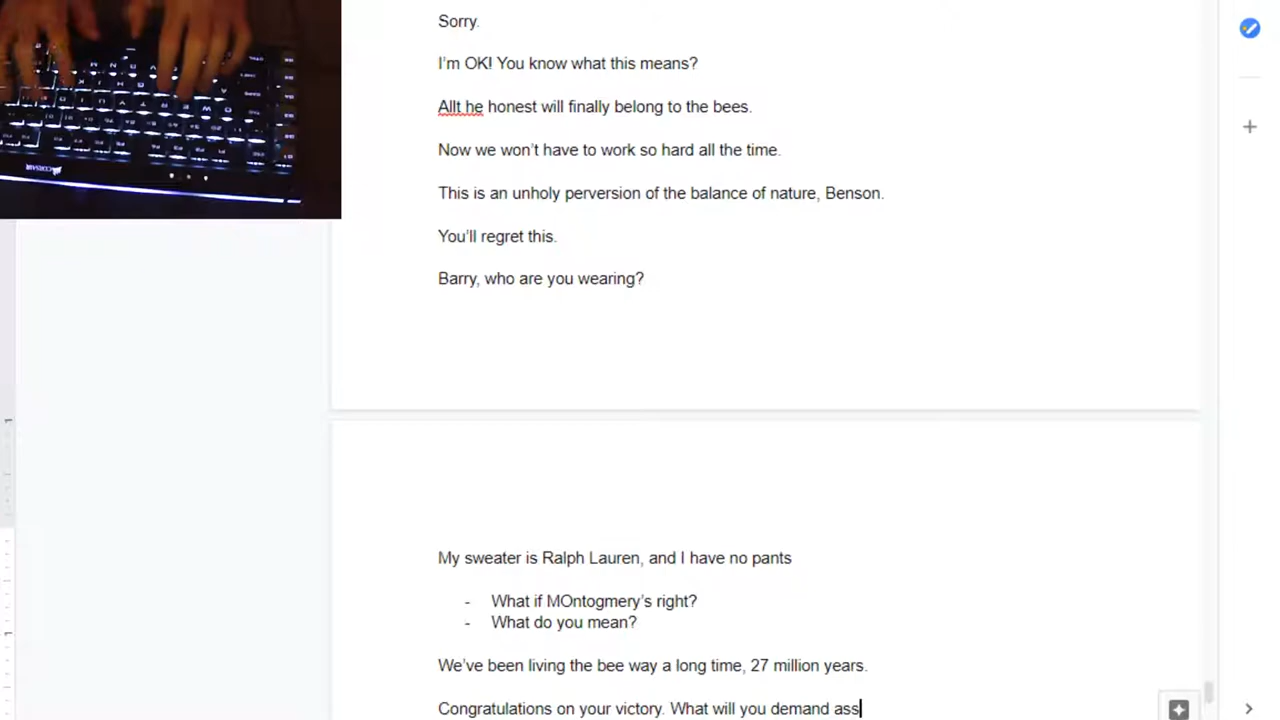 Sorry.
I'm OK! You know what this means?
Allt he honest will finally belong to the bees.
Now we won't have to work so hard all the time.
This is an unholy perversion of the balance of nature, Benson.
You'll regret this.
Barry, who are you wearing?
My sweater is Ralph Lauren, and I have no pants
- What if MOntogmery's right?
- What do you mean?
We've been living the bee way a long time, 27 million years.
Congratulations on your victory. What will you demand ass